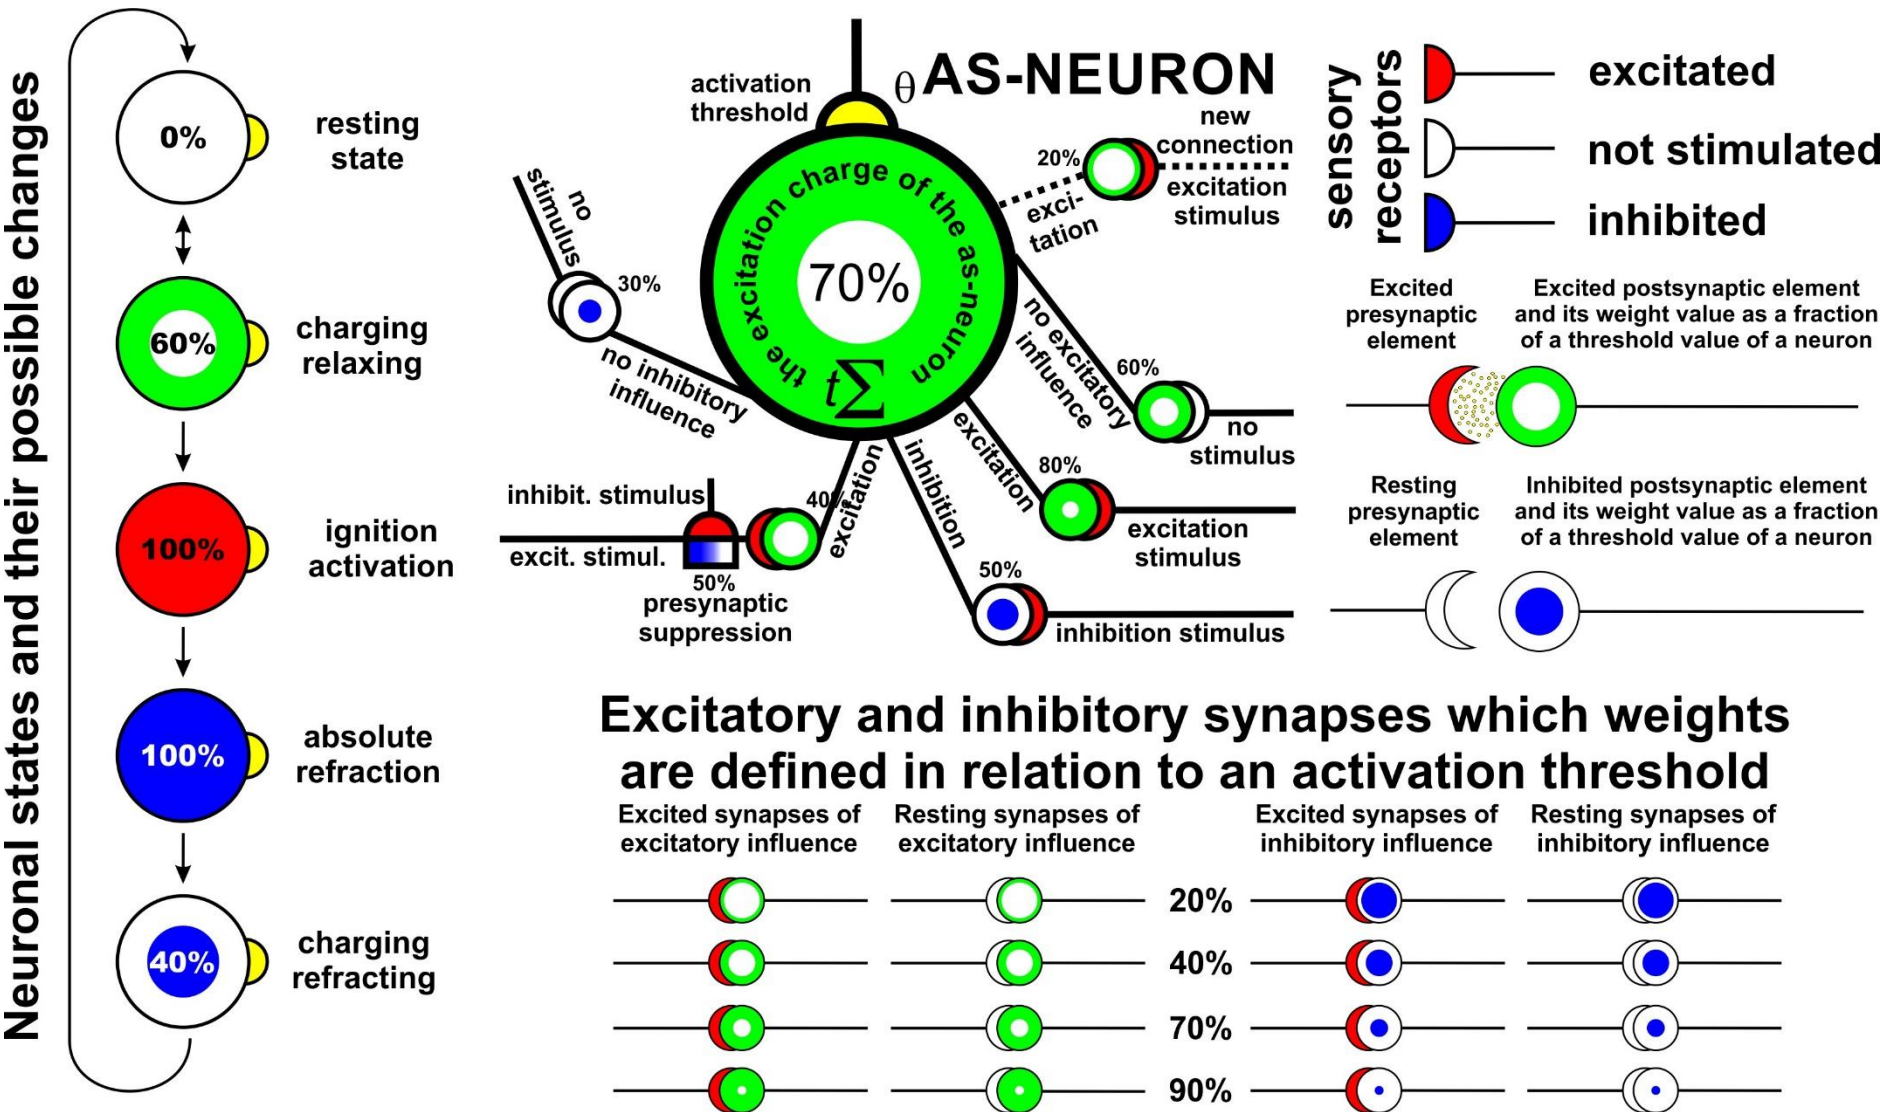 Neuronal states and their possible changes
0%
resting
state
60%
charging
relaxing
100%
ignition
activation
100%
absolute
refraction
40%
charging
refracting
AS-NEURON
activation
threshold
θ
the excitation charge of the as-neuron
70%
t∑
new
connection
20%
exci-
tation
excitation
stimulus
no
stimulus
30%
no inhibitory
influence
no excitatory
influence
60%
no
stimulus
excitation
80%
excitation
stimulus
inhibition
50%
inhibition stimulus
excitation
40%
inhibit. stimulus
excit. stimul.
50%
presynaptic
suppression
sensory
receptors
excitated
not stimulated
inhibited
Excited
presynaptic
element
Excited postsynaptic element
and its weight value as a fraction
of a threshold value of a neuron
Resting
presynaptic
element
Inhibited postsynaptic element
and its weight value as a fraction
of a threshold value of a neuron
Excitatory and inhibitory synapses which weights
are defined in relation to an activation threshold
Excited synapses of
excitatory influence
Resting synapses of
excitatory influence
Excited synapses of
inhibitory influence
Resting synapses of
inhibitory influence
20%
40%
70%
90%